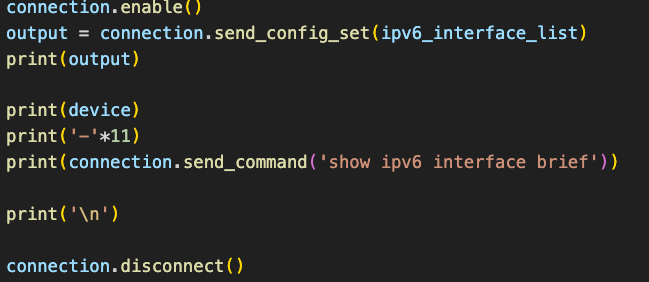 connection.enable()
output = connection.send_config_set(ipv6_interface_list)
print(output)
print(device)
print('-'*11)
print(connection.send_command('show ipv6 interface brief'))
print('\n')
connection.disconnect()